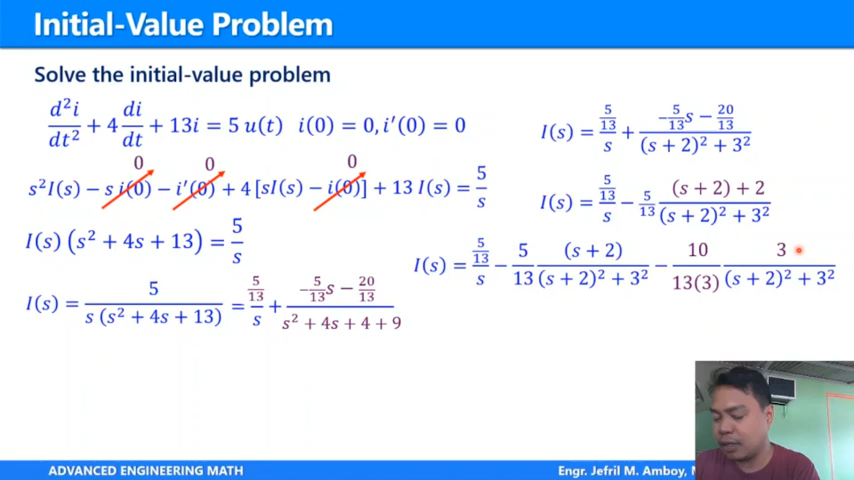 Initial-Value Problem
Solve the initial-value problem
d²i/dt² + 4 di/dt + 13i = 5 u(t) i(0) = 0, i′(0) = 0
0 0 0
s²I(s) − s i(0) − i′(0) + 4 [sI(s) − i(0)] + 13 I(s) = 5/s
I(s) (s² + 4s + 13) = 5/s
I(s) = 5/(s (s² + 4s + 13)) = (5/13)/s + (−5/13 s − 20/13)/(s² + 4s + 4 + 9)
I(s) = (5/13)/s + (−5/13 s − 20/13)/((s + 2)² + 3²)
I(s) = (5/13)/s − 5/13 ((s + 2) + 2)/((s + 2)² + 3²)
I(s) = (5/13)/s − 5/13 (s + 2)/((s + 2)² + 3²) − 10/13(3) 3/((s + 2)² + 3²)
ADVANCED ENGINEERING MATH
Engr. Jefril M. Amboy,